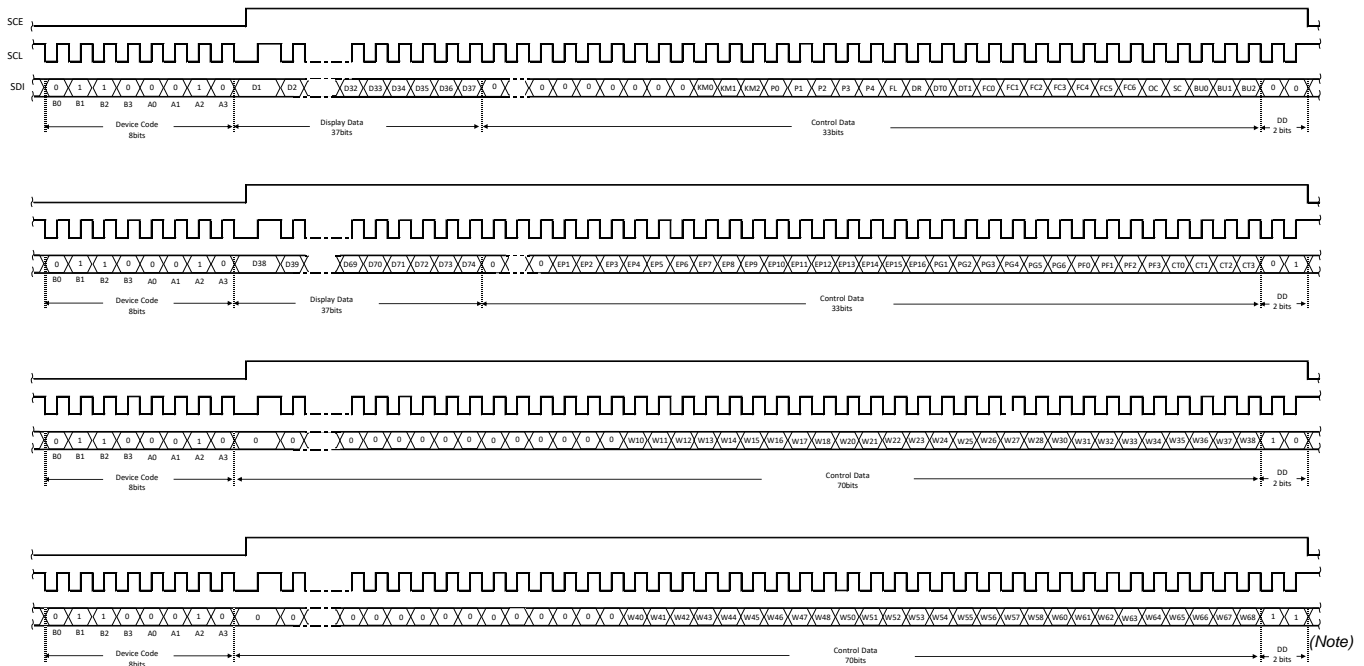 SCE
SCL
SDI
0 1 1 0 0 0 1 0 D1 D2 D32 D33 D34 D35 D36 D37 0 0 0 0 0 0 0 0 KM0 KM1 KM2 P0 P1 P2 P3 P4 FL DR DT0 DT1 FC0 FC1 FC2 FC3 FC4 FC5 FC6 OC SC BU0 BU1 BU2 0 0
B0 B1 B2 B3 A0 A1 A2 A3
Device Code Display Data Control Data DD
8bits 37bits 33bits 2 bits
0 1 1 0 0 0 1 0 D38 D39 D69 D70 D71 D72 D73 D74 0 0 EP1 EP2 EP3 EP4 EP5 EP6 EP7 EP8 EP9 EP10 EP11 EP12 EP13 EP14 EP15 EP16 PG1 PG2 PG3 PG4 PG5 PG6 PF0 PF1 PF2 PF3 CT0 CT1 CT2 CT3 0 1
B0 B1 B2 B3 A0 A1 A2 A3
Device Code Display Data Control Data DD
8bits 37bits 33bits 2 bits
0 1 1 0 0 0 1 0 0 0 0 0 0 0 0 0 0 0 0 0 0 0 0 W10 W11 W12 W13 W14 W15 W16 W17 W18 W20 W21 W22 W23 W24 W25 W26 W27 W28 W30 W31 W32 W33 W34 W35 W36 W37 W38 1 0
B0 B1 B2 B3 A0 A1 A2 A3
Device Code Control Data DD
8bits 70bits 2 bits
0 1 1 0 0 0 1 0 0 0 0 0 0 0 0 0 0 0 0 0 0 0 0 W40 W41 W42 W43 W44 W45 W46 W47 W48 W50 W51 W52 W53 W54 W55 W56 W57 W58 W60 W61 W62 W63 W64 W65 W66 W67 W68 1 1
(Note)
B0 B1 B2 B3 A0 A1 A2 A3
Device Code Control Data DD
8bits 70bits 2 bits